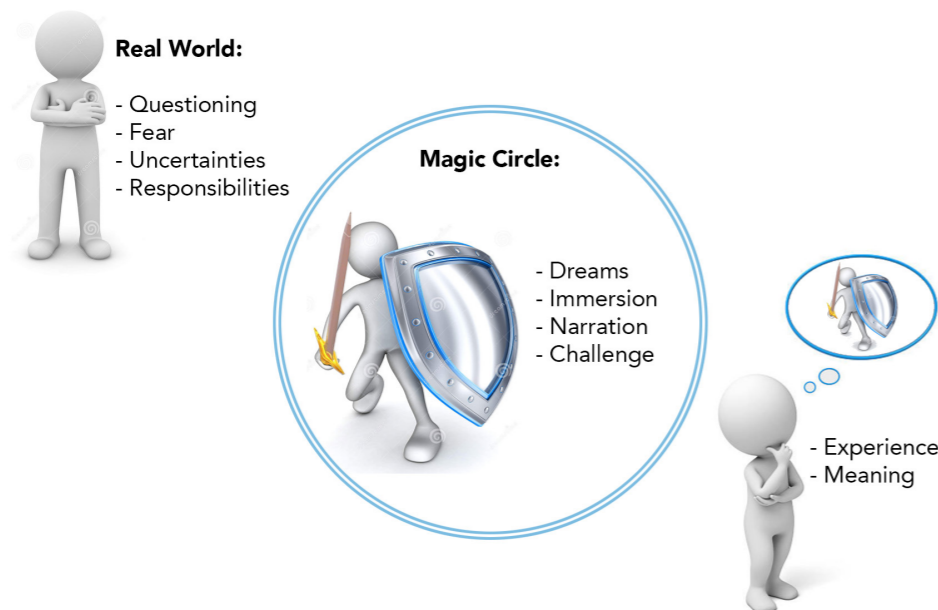 Real World:
- Questioning
- Fear
- Uncertainties
- Responsibilities
Magic Circle:
- Dreams
- Immersion
- Narration
- Challenge
- Experience
- Meaning